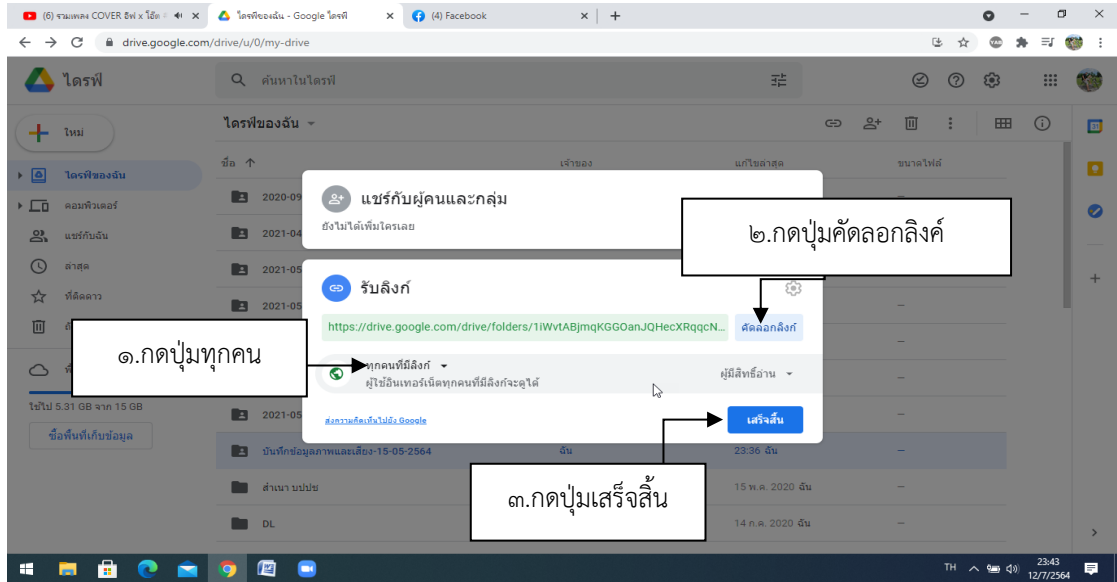 (6) รวมเพลง COVER อีฟ x โอ๊ต
ไดรฟ์ของฉัน - Google ไดรฟ์
(4) Facebook
drive.google.com/drive/u/0/my-drive
ไดรฟ์
ค้นหาในไดรฟ์
ใหม่
ไดรฟ์ของฉัน
ชื่อ
เจ้าของ
แก้ไขล่าสุด
ขนาดไฟล์
ไดรฟ์ของฉัน
คอมพิวเตอร์
แชร์กับฉัน
ล่าสุด
ที่ติดดาว
ใช้ไป 5.31 GB จาก 15 GB
ซื้อพื้นที่เก็บข้อมูล
2020-09
2021-04
2021-05
2021-05
2021-05
แชร์กับผู้คนและกลุ่ม
ยังไม่ได้เพิ่มใครเลย
๒.กดปุ่มคัดลอกลิงค์
รับลิงก์
https://drive.google.com/drive/folders/1iWvtABjmqKGGOanJQHecXRqqcN...
คัดลอกลิงก์
๑.กดปุ่มทุกคน
ทุกคนที่มีลิงก์
ผู้ใช้อินเทอร์เน็ตทุกคนที่มีลิงก์จะดูได้
ผู้มีสิทธิ์อ่าน
ส่งความคิดเห็นไปยัง Google
เสร็จสิ้น
บันทึกข้อมูลภาพและเสียง-15-05-2564
ฉัน
23:36 ฉัน
–
๓.กดปุ่มเสร็จสิ้น
สำเนา บปปช
15 พ.ค. 2020 ฉัน
–
DL
14 ก.ค. 2020 ฉัน
–
TH
23:43
12/7/2564